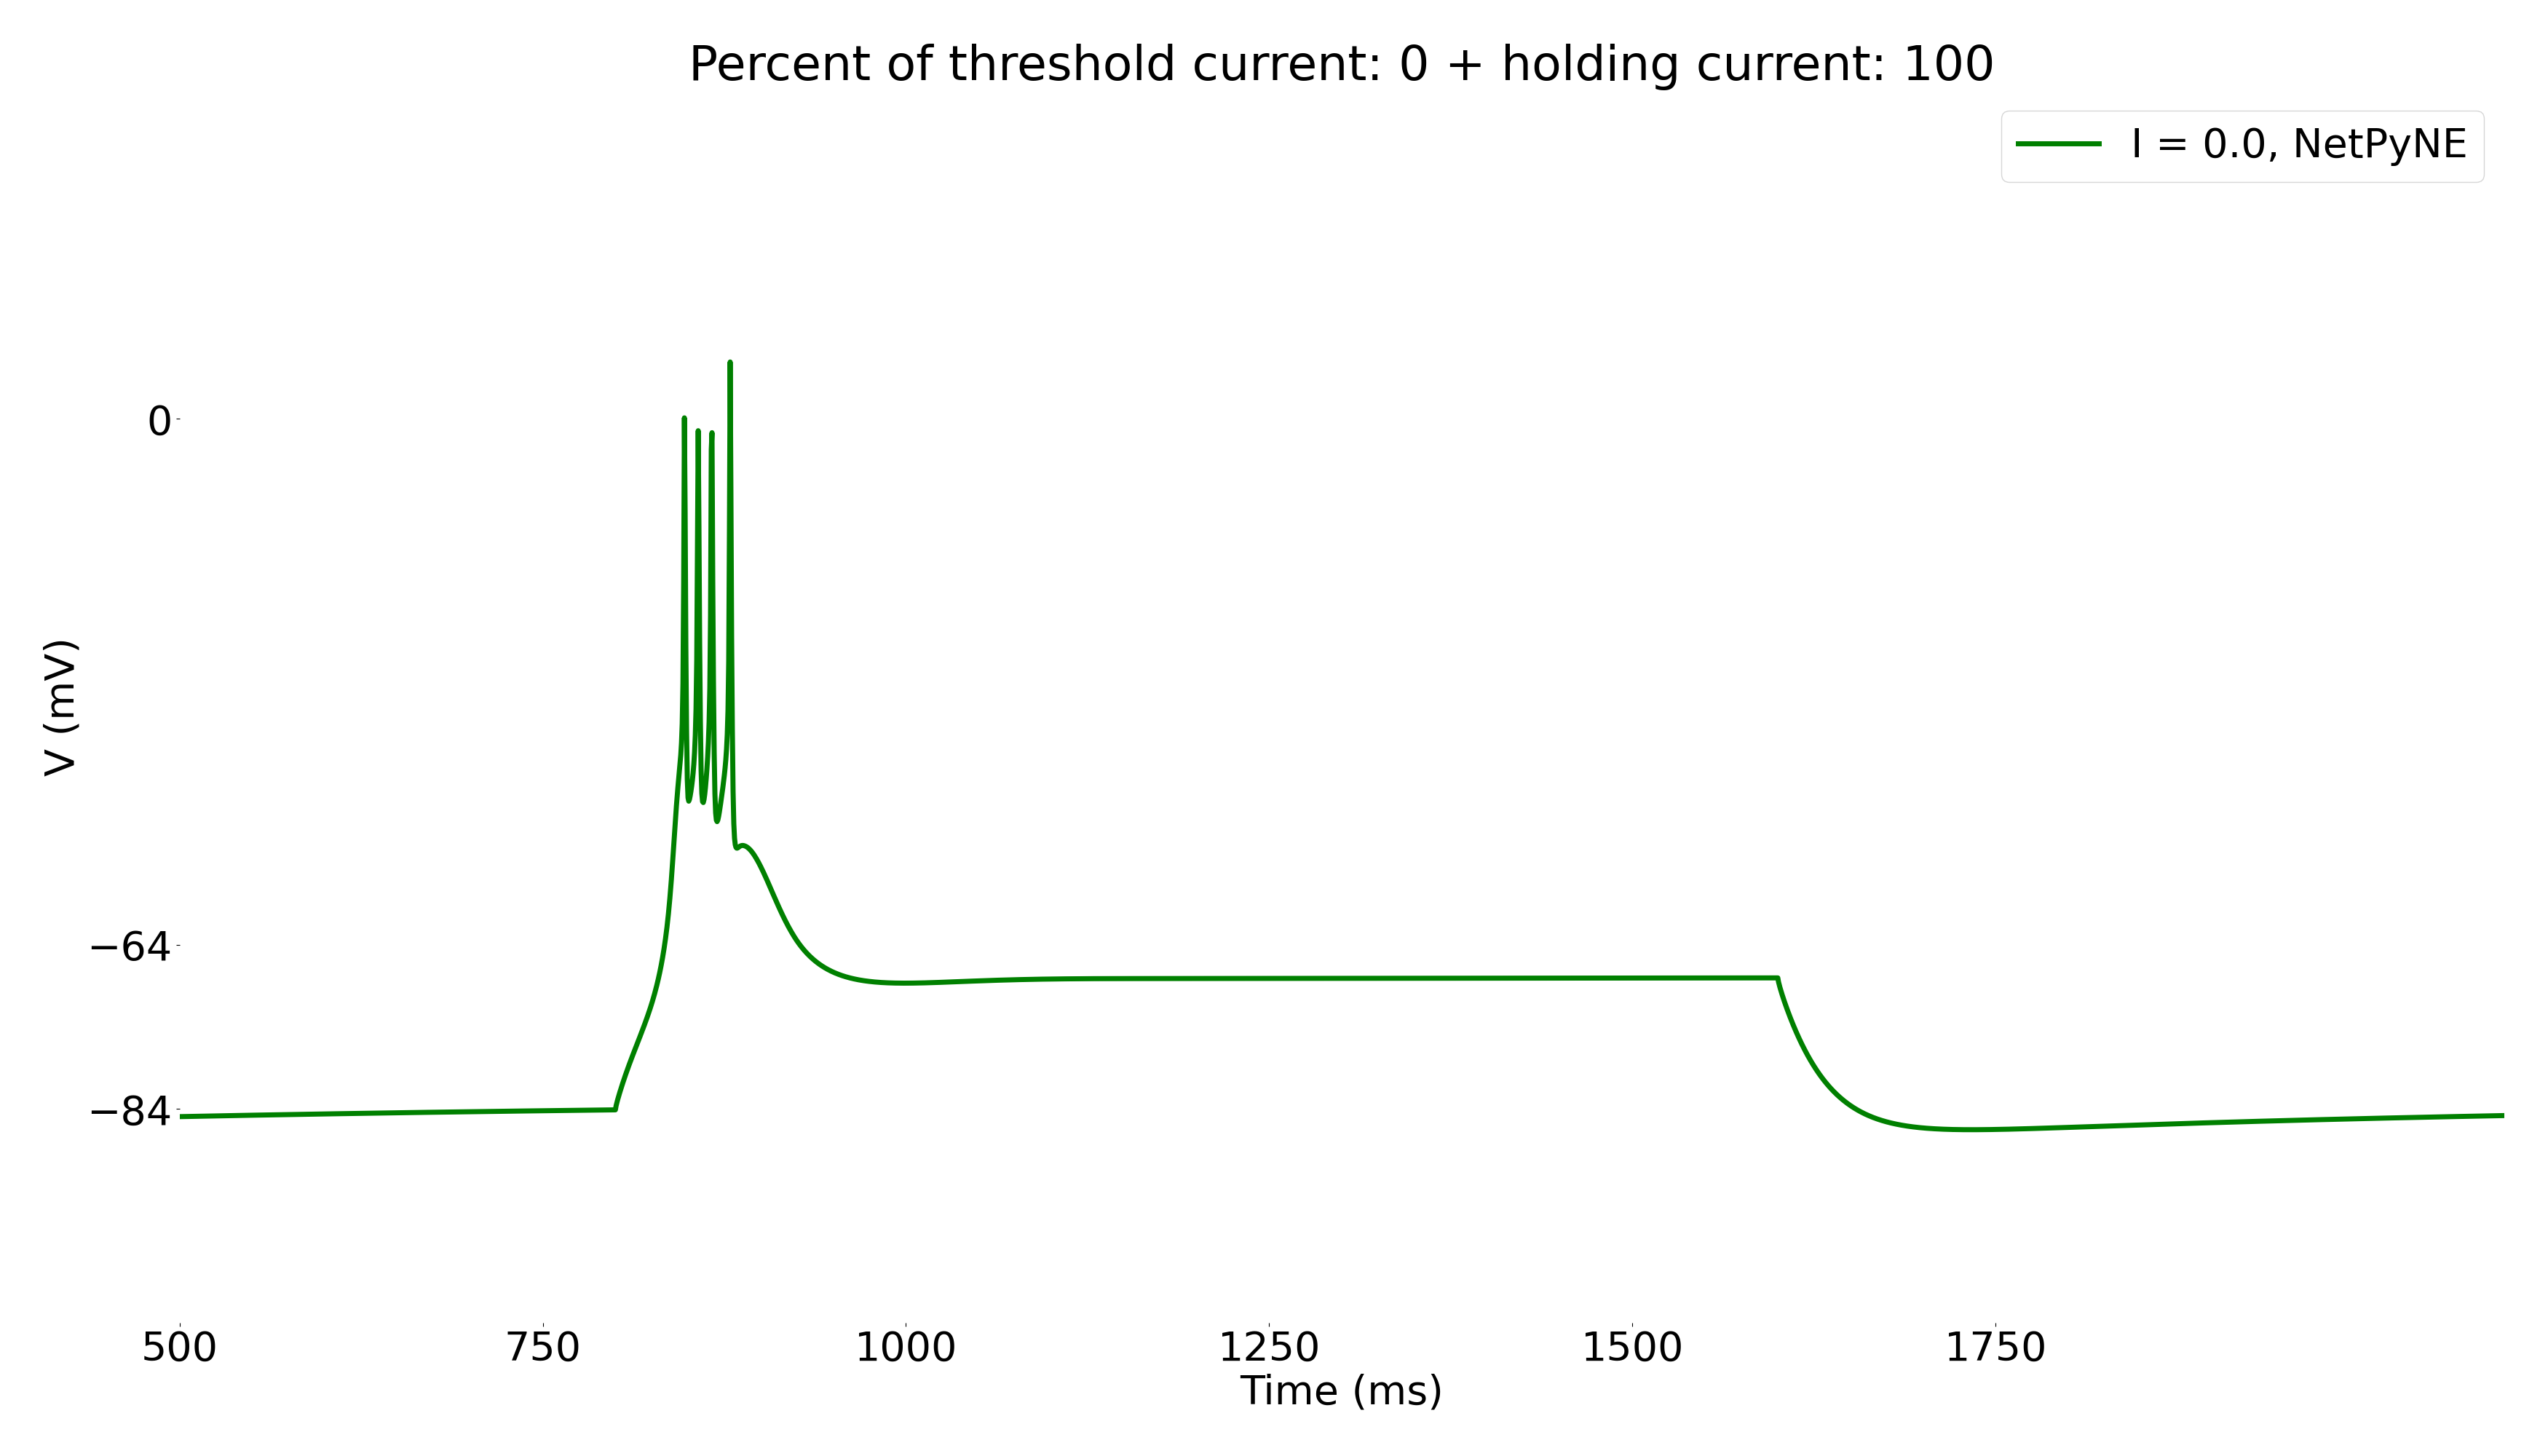 Percent of threshold current: 0 + holding current: 100
I = 0.0, NetPyNE
0
−64
−84
V (mV)
500 750 1000 1250 1500 1750
Time (ms)